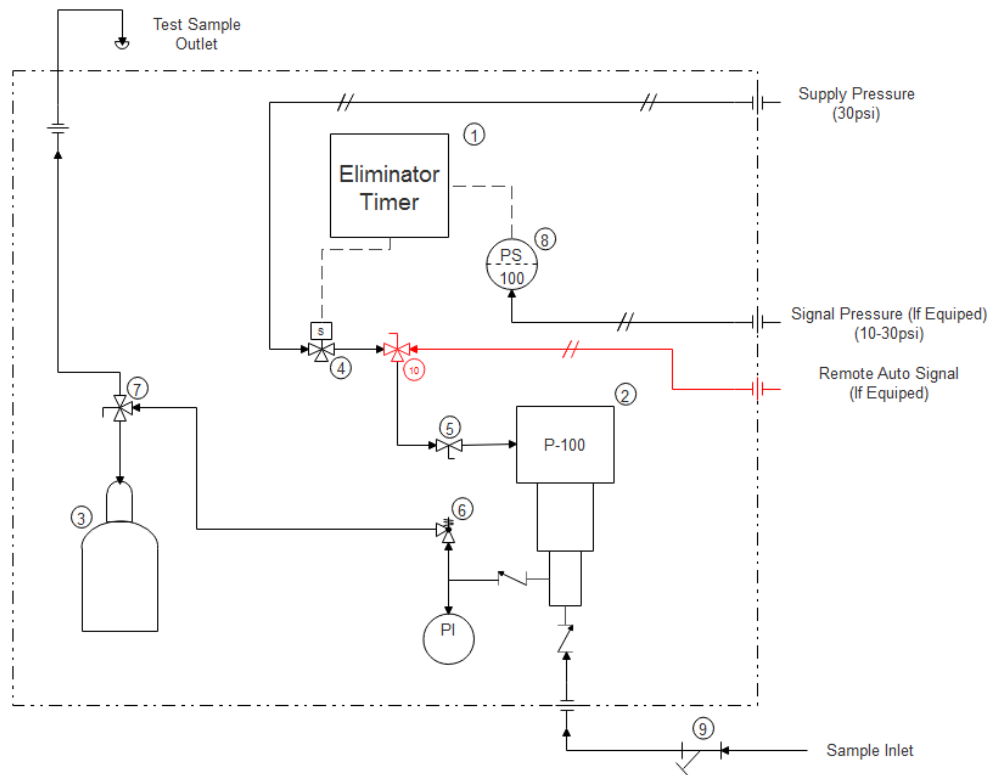 Test Sample
Outlet
Supply Pressure
(30psi)
1
Eliminator
Timer
8
PS
100
Signal Pressure (If Equiped)
(10-30psi)
S
4
10
Remote Auto Signal
(If Equiped)
7
2
5
P-100
3
6
PI
9
Sample Inlet